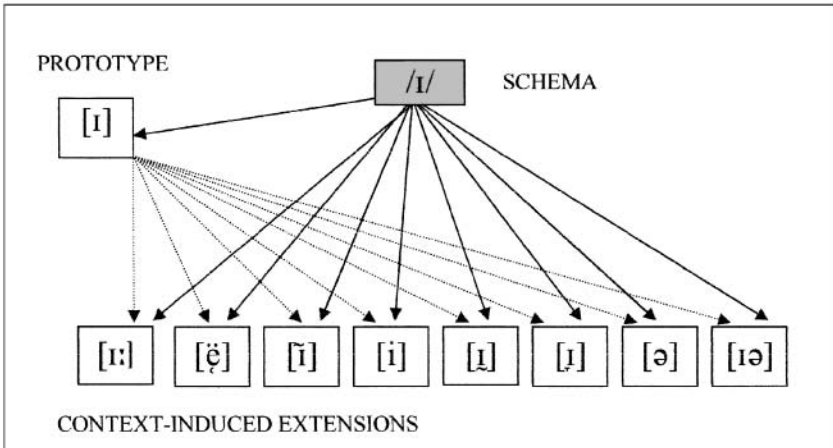 PROTOTYPE
/ɪ/
SCHEMA
[ɪ]
[ɪː]
[ë̞]
[ĩ]
[i]
[ɪ̰]
[ɪ̞]
[ə]
[ɪə]
CONTEXT-INDUCED EXTENSIONS